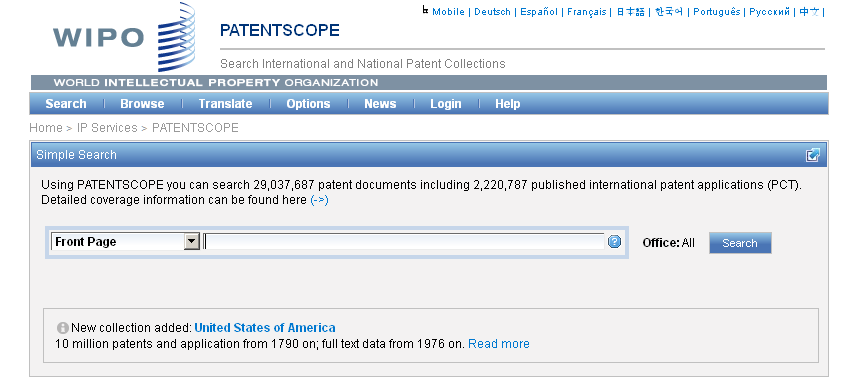 Mobile | Deutsch | Español | Français | 日本語 | 한국어 | Português | Русский | 中文 |
WIPO
PATENTSCOPE
Search International and National Patent Collections
WORLD INTELLECTUAL PROPERTY ORGANIZATION
Search | Browse | Translate | Options | News | Login | Help
Home > IP Services > PATENTSCOPE
Simple Search
Using PATENTSCOPE you can search 29,037,687 patent documents including 2,220,787 published international patent applications (PCT).
Detailed coverage information can be found here (->)
Front Page ? Office: All Search
New collection added: United States of America
10 million patents and application from 1790 on; full text data from 1976 on. Read more